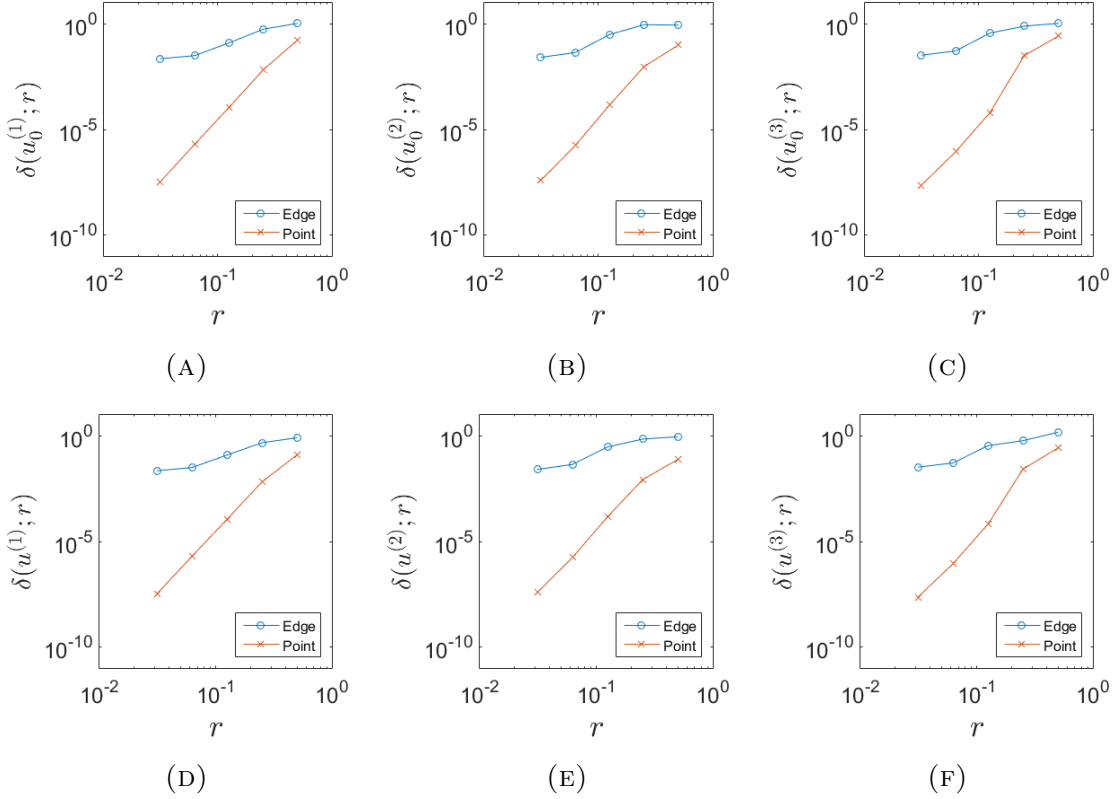 10^0
10^-5
10^-10
δ(u_0^(1); r)
Edge
Point
10^-2
10^-1
10^0
r
(A)
10^0
10^-5
10^-10
δ(u_0^(2); r)
Edge
Point
10^-2
10^-1
10^0
r
(B)
10^0
10^-5
10^-10
δ(u_0^(3); r)
Edge
Point
10^-2
10^-1
10^0
r
(C)
10^0
10^-5
10^-10
δ(u^(1); r)
Edge
Point
10^-2
10^-1
10^0
r
(D)
10^0
10^-5
10^-10
δ(u^(2); r)
Edge
Point
10^-2
10^-1
10^0
r
(E)
10^0
10^-5
10^-10
δ(u^(3); r)
Edge
Point
10^-2
10^-1
10^0
r
(F)